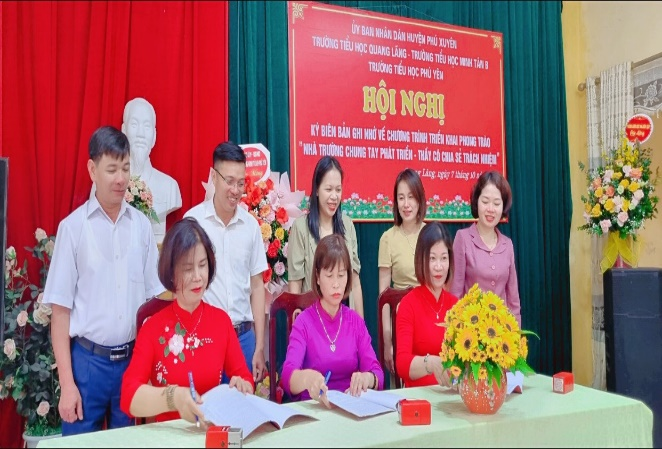 ỦY BAN NHÂN DÂN HUYỆN PHÚ XUYÊN
TRƯỜNG TIỂU HỌC QUANG LÃNG - TRƯỜNG TIỂU HỌC MINH TÂN B
TRƯỜNG TIỂU HỌC PHÚ YÊN
HỘI NGHỊ
KÝ BIÊN BẢN GHI NHỚ VỀ CHƯƠNG TRÌNH TRIỂN KHAI PHONG TRÀO
"NHÀ TRƯỜNG CHUNG TAY PHÁT TRIỂN - THẦY CÔ CHIA SẺ TRÁCH NHIỆM"
Lãng, ngày 7 tháng 10